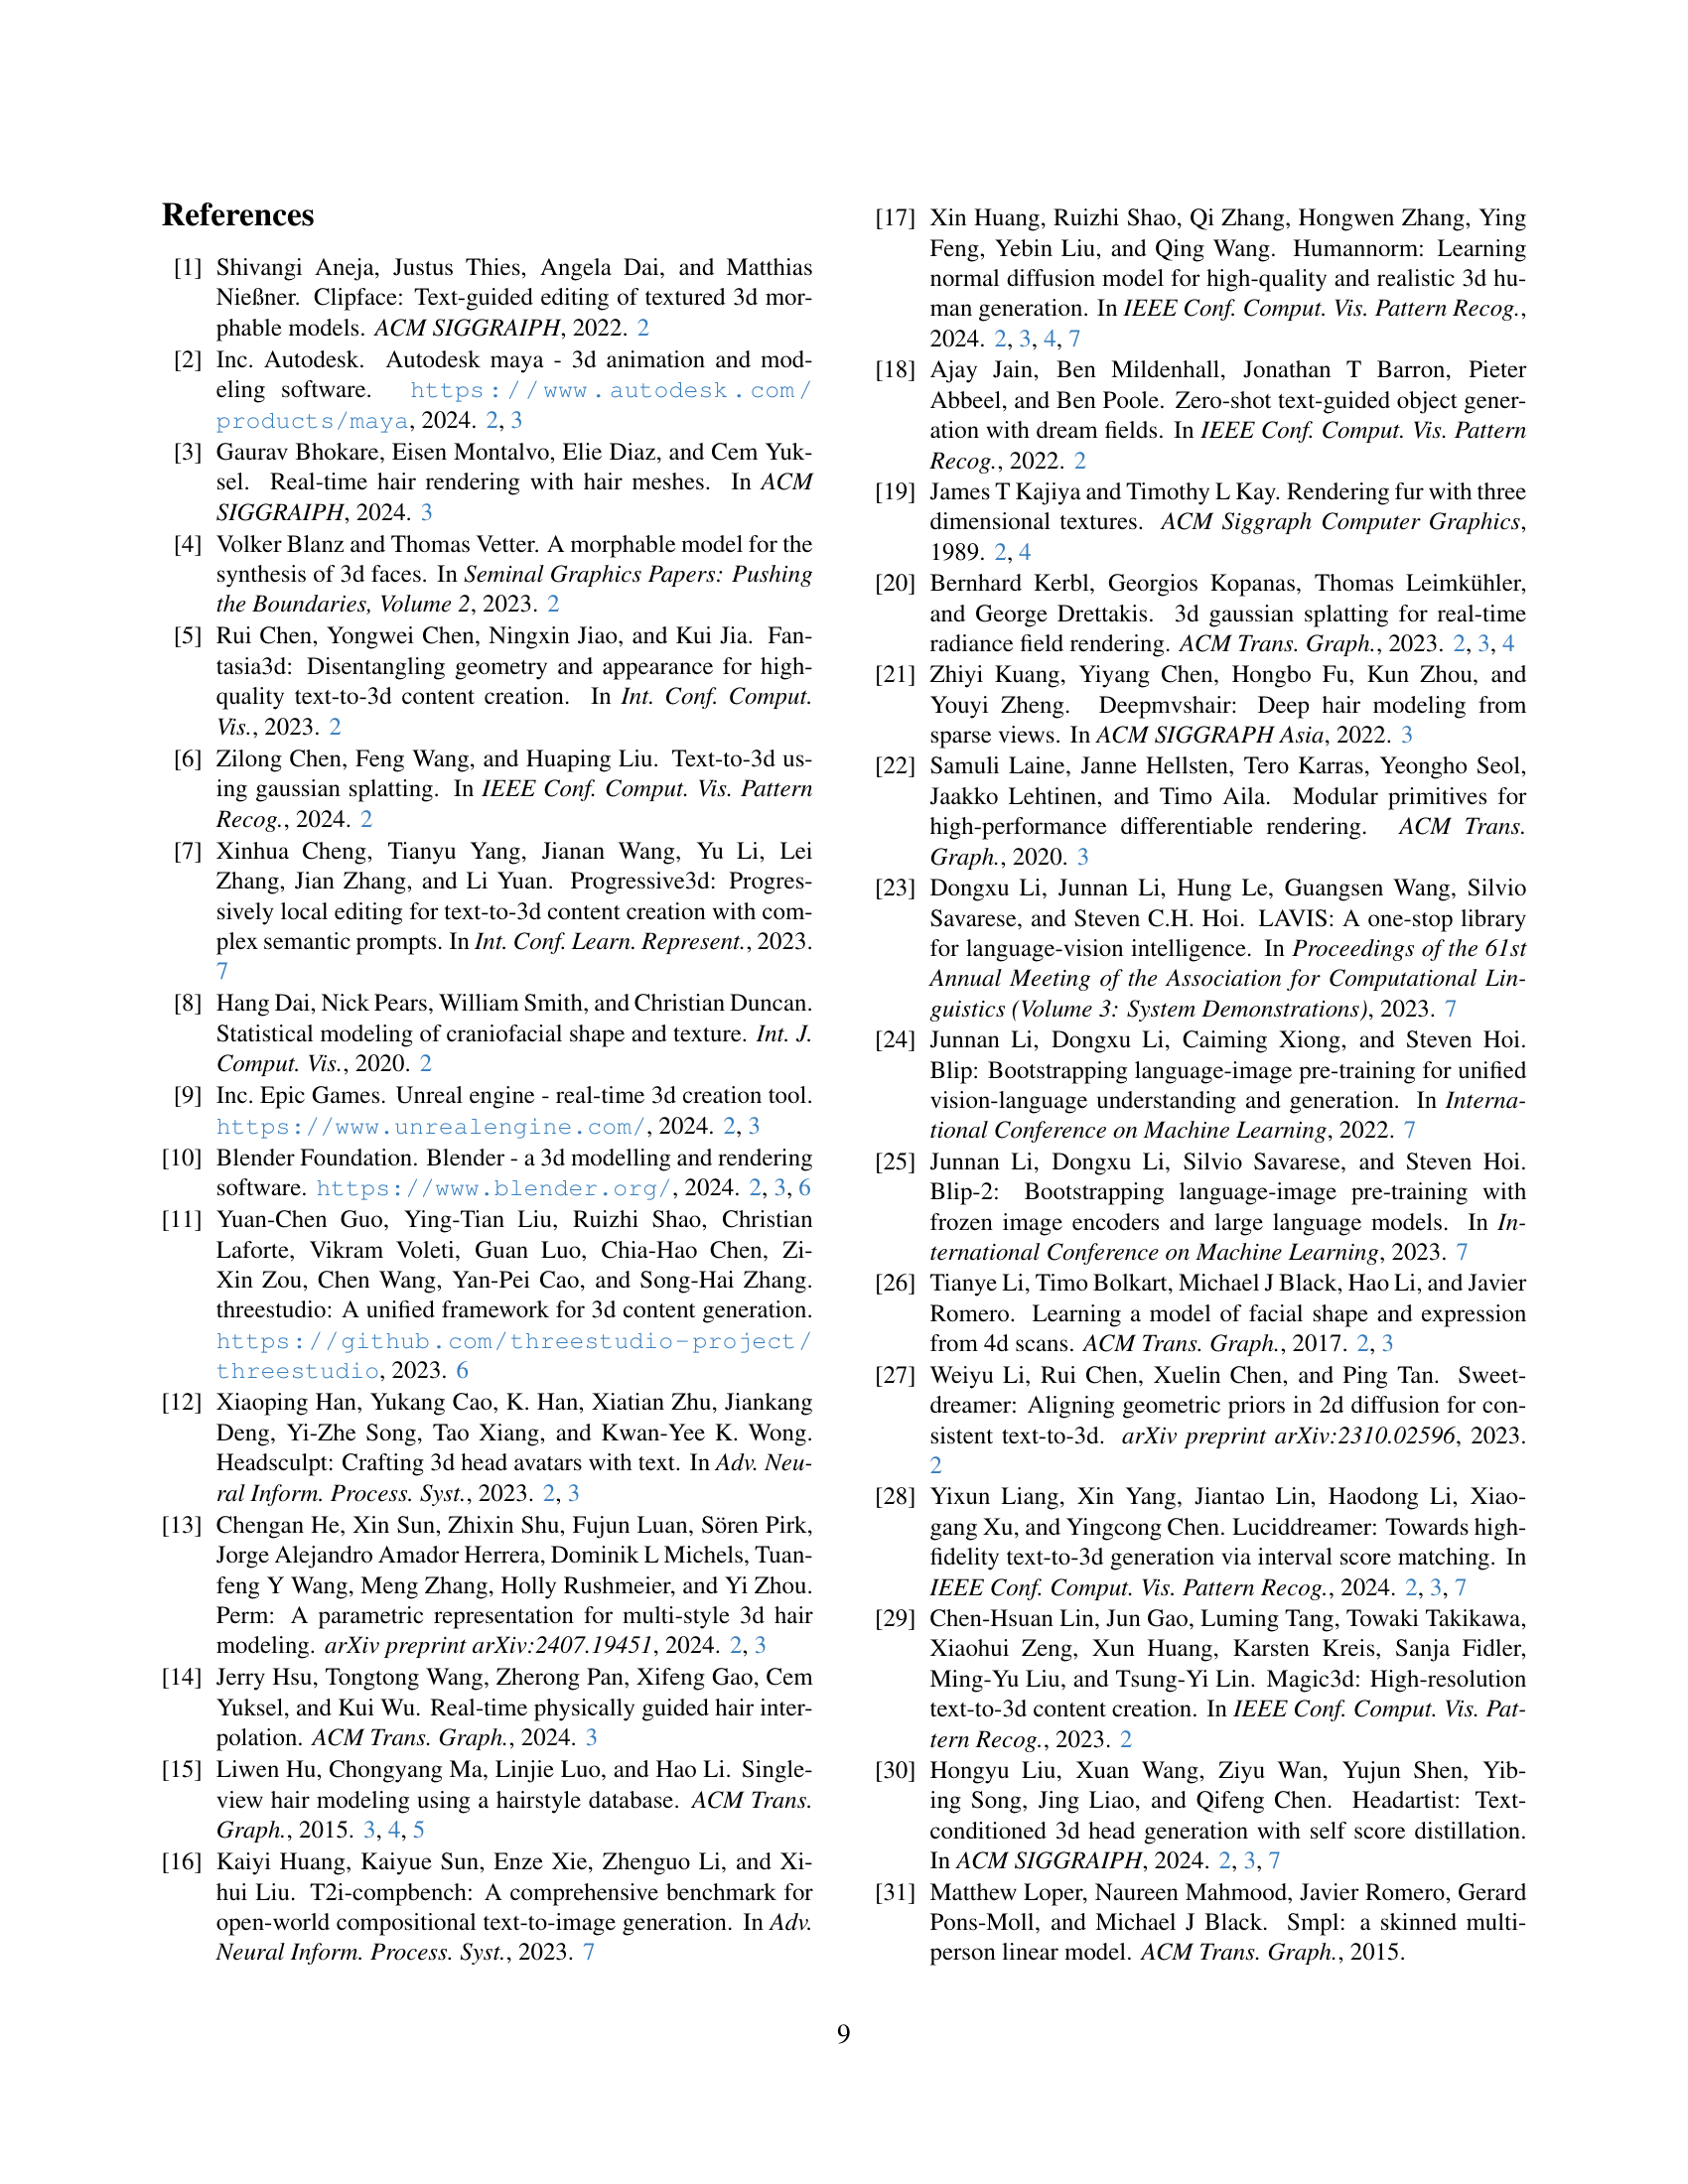 References
[1] Shivangi Aneja, Justus Thies, Angela Dai, and Matthias
Nießner. Clipface: Text-guided editing of textured 3d mor-
phable models. ACM SIGGRAIPH, 2022. 2
[2] Inc. Autodesk. Autodesk maya - 3d animation and mod-
eling software. https://www.autodesk.com/
products/maya, 2024. 2, 3
[3] Gaurav Bhokare, Eisen Montalvo, Elie Diaz, and Cem Yuk-
sel. Real-time hair rendering with hair meshes. In ACM
SIGGRAIPH, 2024. 3
[4] Volker Blanz and Thomas Vetter. A morphable model for the
synthesis of 3d faces. In Seminal Graphics Papers: Pushing
the Boundaries, Volume 2, 2023. 2
[5] Rui Chen, Yongwei Chen, Ningxin Jiao, and Kui Jia. Fan-
tasia3d: Disentangling geometry and appearance for high-
quality text-to-3d content creation. In Int. Conf. Comput.
Vis., 2023. 2
[6] Zilong Chen, Feng Wang, and Huaping Liu. Text-to-3d us-
ing gaussian splatting. In IEEE Conf. Comput. Vis. Pattern
Recog., 2024. 2
[7] Xinhua Cheng, Tianyu Yang, Jianan Wang, Yu Li, Lei
Zhang, Jian Zhang, and Li Yuan. Progressive3d: Progres-
sively local editing for text-to-3d content creation with com-
plex semantic prompts. In Int. Conf. Learn. Represent., 2023.
7
[8] Hang Dai, Nick Pears, William Smith, and Christian Duncan.
Statistical modeling of craniofacial shape and texture. Int. J.
Comput. Vis., 2020. 2
[9] Inc. Epic Games. Unreal engine - real-time 3d creation tool.
https://www.unrealengine.com/, 2024. 2, 3
[10] Blender Foundation. Blender - a 3d modelling and rendering
software. https://www.blender.org/, 2024. 2, 3, 6
[11] Yuan-Chen Guo, Ying-Tian Liu, Ruizhi Shao, Christian
Laforte, Vikram Voleti, Guan Luo, Chia-Hao Chen, Zi-
Xin Zou, Chen Wang, Yan-Pei Cao, and Song-Hai Zhang.
threestudio: A unified framework for 3d content generation.
https://github.com/threestudio-project/
threestudio, 2023. 6
[12] Xiaoping Han, Yukang Cao, K. Han, Xiatian Zhu, Jiankang
Deng, Yi-Zhe Song, Tao Xiang, and Kwan-Yee K. Wong.
Headsculpt: Crafting 3d head avatars with text. In Adv. Neu-
ral Inform. Process. Syst., 2023. 2, 3
[13] Chengan He, Xin Sun, Zhixin Shu, Fujun Luan, Sören Pirk,
Jorge Alejandro Amador Herrera, Dominik L Michels, Tuan-
feng Y Wang, Meng Zhang, Holly Rushmeier, and Yi Zhou.
Perm: A parametric representation for multi-style 3d hair
modeling. arXiv preprint arXiv:2407.19451, 2024. 2, 3
[14] Jerry Hsu, Tongtong Wang, Zherong Pan, Xifeng Gao, Cem
Yuksel, and Kui Wu. Real-time physically guided hair inter-
polation. ACM Trans. Graph., 2024. 3
[15] Liwen Hu, Chongyang Ma, Linjie Luo, and Hao Li. Single-
view hair modeling using a hairstyle database. ACM Trans.
Graph., 2015. 3, 4, 5
[16] Kaiyi Huang, Kaiyue Sun, Enze Xie, Zhenguo Li, and Xi-
hui Liu. T2i-compbench: A comprehensive benchmark for
open-world compositional text-to-image generation. In Adv.
Neural Inform. Process. Syst., 2023. 7
[17] Xin Huang, Ruizhi Shao, Qi Zhang, Hongwen Zhang, Ying
Feng, Yebin Liu, and Qing Wang. Humannorm: Learning
normal diffusion model for high-quality and realistic 3d hu-
man generation. In IEEE Conf. Comput. Vis. Pattern Recog.,
2024. 2, 3, 4, 7
[18] Ajay Jain, Ben Mildenhall, Jonathan T Barron, Pieter
Abbeel, and Ben Poole. Zero-shot text-guided object gener-
ation with dream fields. In IEEE Conf. Comput. Vis. Pattern
Recog., 2022. 2
[19] James T Kajiya and Timothy L Kay. Rendering fur with three
dimensional textures. ACM Siggraph Computer Graphics,
1989. 2, 4
[20] Bernhard Kerbl, Georgios Kopanas, Thomas Leimkühler,
and George Drettakis. 3d gaussian splatting for real-time
radiance field rendering. ACM Trans. Graph., 2023. 2, 3, 4
[21] Zhiyi Kuang, Yiyang Chen, Hongbo Fu, Kun Zhou, and
Youyi Zheng. Deepmvshair: Deep hair modeling from
sparse views. In ACM SIGGRAPH Asia, 2022. 3
[22] Samuli Laine, Janne Hellsten, Tero Karras, Yeongho Seol,
Jaakko Lehtinen, and Timo Aila. Modular primitives for
high-performance differentiable rendering. ACM Trans.
Graph., 2020. 3
[23] Dongxu Li, Junnan Li, Hung Le, Guangsen Wang, Silvio
Savarese, and Steven C.H. Hoi. LAVIS: A one-stop library
for language-vision intelligence. In Proceedings of the 61st
Annual Meeting of the Association for Computational Lin-
guistics (Volume 3: System Demonstrations), 2023. 7
[24] Junnan Li, Dongxu Li, Caiming Xiong, and Steven Hoi.
Blip: Bootstrapping language-image pre-training for unified
vision-language understanding and generation. In Interna-
tional Conference on Machine Learning, 2022. 7
[25] Junnan Li, Dongxu Li, Silvio Savarese, and Steven Hoi.
Blip-2: Bootstrapping language-image pre-training with
frozen image encoders and large language models. In In-
ternational Conference on Machine Learning, 2023. 7
[26] Tianye Li, Timo Bolkart, Michael J Black, Hao Li, and Javier
Romero. Learning a model of facial shape and expression
from 4d scans. ACM Trans. Graph., 2017. 2, 3
[27] Weiyu Li, Rui Chen, Xuelin Chen, and Ping Tan. Sweet-
dreamer: Aligning geometric priors in 2d diffusion for con-
sistent text-to-3d. arXiv preprint arXiv:2310.02596, 2023.
2
[28] Yixun Liang, Xin Yang, Jiantao Lin, Haodong Li, Xiao-
gang Xu, and Yingcong Chen. Luciddreamer: Towards high-
fidelity text-to-3d generation via interval score matching. In
IEEE Conf. Comput. Vis. Pattern Recog., 2024. 2, 3, 7
[29] Chen-Hsuan Lin, Jun Gao, Luming Tang, Towaki Takikawa,
Xiaohui Zeng, Xun Huang, Karsten Kreis, Sanja Fidler,
Ming-Yu Liu, and Tsung-Yi Lin. Magic3d: High-resolution
text-to-3d content creation. In IEEE Conf. Comput. Vis. Pat-
tern Recog., 2023. 2
[30] Hongyu Liu, Xuan Wang, Ziyu Wan, Yujun Shen, Yib-
ing Song, Jing Liao, and Qifeng Chen. Headartist: Text-
conditioned 3d head generation with self score distillation.
In ACM SIGGRAIPH, 2024. 2, 3, 7
[31] Matthew Loper, Naureen Mahmood, Javier Romero, Gerard
Pons-Moll, and Michael J Black. Smpl: a skinned multi-
person linear model. ACM Trans. Graph., 2015.
9